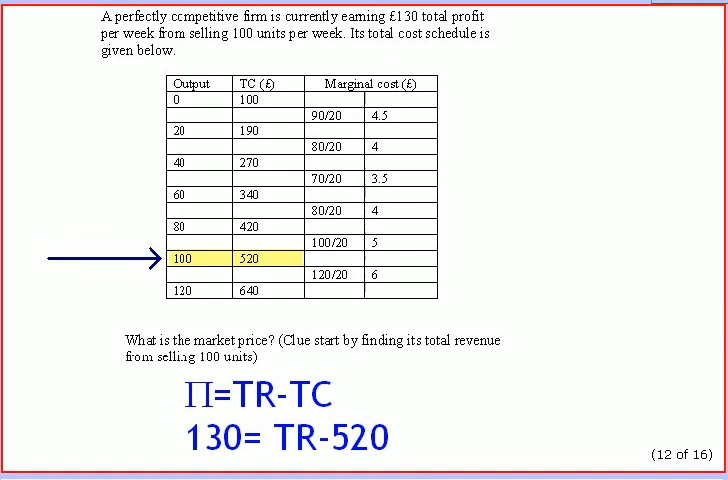 A perfectly competitive firm is currently earning £130 total profit
per week from selling 100 units per week. Its total cost schedule is
given below.
Output TC (£) Marginal cost (£)
0 100
90/20 4.5
20 190
80/20 4
40 270
70/20 3.5
60 340
80/20 4
80 420
100/20 5
100 520
120/20 6
120 640
What is the market price? (Clue start by finding its total revenue
from selling 100 units)
Π=TR-TC
130= TR-520
(12 of 16)